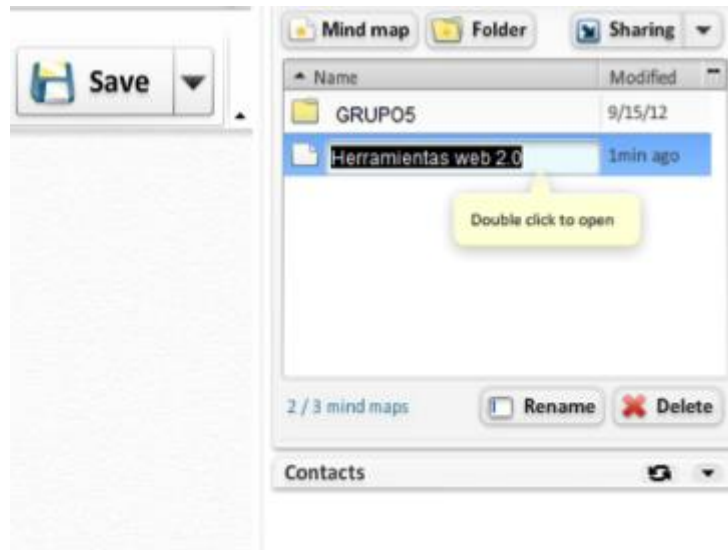 Mind map Folder Sharing
Save
Name Modified
GRUPO5 9/15/12
Herramientas web 2.0 1min ago
Double click to open
2 / 3 mind maps Rename Delete
Contacts